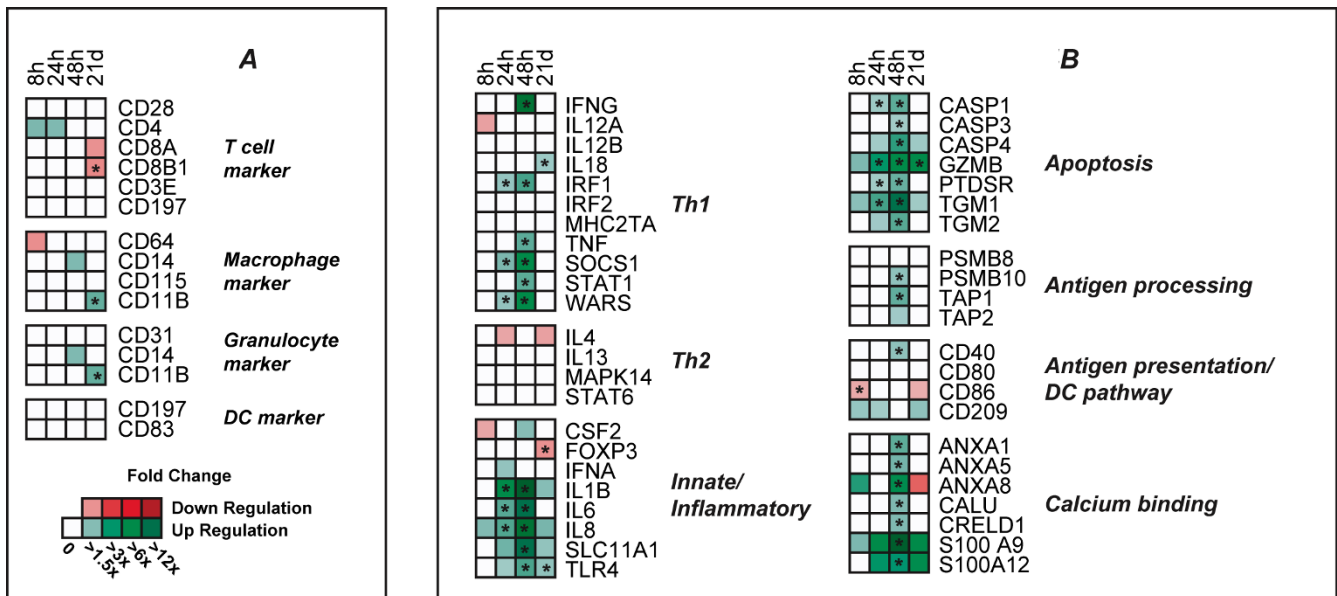 A
8h 24h 48h 21d
CD28
CD4
CD8A
CD8B1 *
CD3E
CD197
T cell
marker
CD64
CD14
CD115
CD11B *
Macrophage
marker
CD31
CD14
CD11B *
Granulocyte
marker
CD197
CD83
DC marker
Fold Change
Down Regulation
Up Regulation
0 >1.5x >3x >6x >12x
B
8h 24h 48h 21d
* IFNG
IL12A
IL12B
* IL18
* * IRF1
IRF2
MHC2TA
* TNF
* * SOCS1
* STAT1
* * WARS
Th1
IL4
IL13
MAPK14
STAT6
Th2
CSF2
* FOXP3
IFNA
* * IL1B
* * IL6
* * IL8
* SLC11A1
* * TLR4
Innate/
Inflammatory
8h 24h 48h 21d
* * CASP1
* CASP3
* CASP4
* * * GZMB
* * PTDSR
* * TGM1
* TGM2
Apoptosis
PSMB8
* PSMB10
* TAP1
TAP2
Antigen processing
* CD40
CD80
* CD86
CD209
Antigen presentation/
DC pathway
* ANXA1
* ANXA5
* ANXA8
* CALU
* CRELD1
* S100 A9
* S100A12
Calcium binding